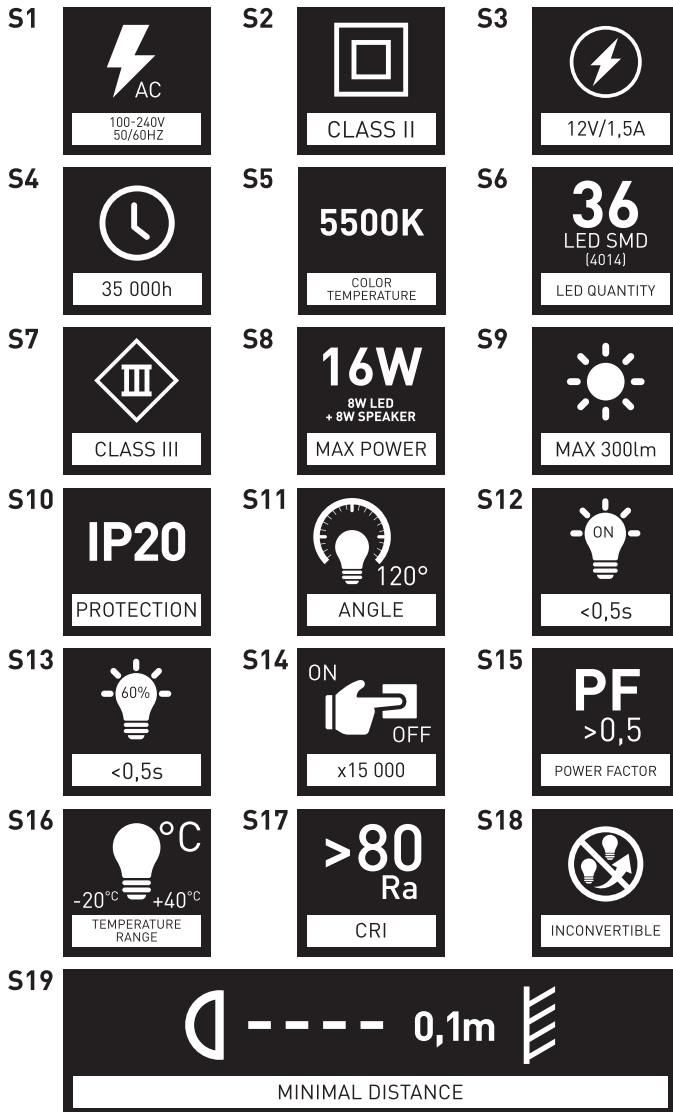 S1
AC
100-240V
50/60HZ
S2
CLASS II
S3
12V/1,5A
S4
35 000h
S5
5500K
COLOR
TEMPERATURE
S6
36
LED SMD
(4014)
LED QUANTITY
S7
III
CLASS III
S8
16W
8W LED
+ 8W SPEAKER
MAX POWER
S9
MAX 300lm
S10
IP20
PROTECTION
S11
120°
ANGLE
S12
ON
<0,5s
S13
60%
<0,5s
S14
ON
OFF
x15 000
S15
PF
>0,5
POWER FACTOR
S16
°C
-20°C +40°C
TEMPERATURE
RANGE
S17
>80
Ra
CRI
S18
INCONVERTIBLE
S19
0,1m
MINIMAL DISTANCE